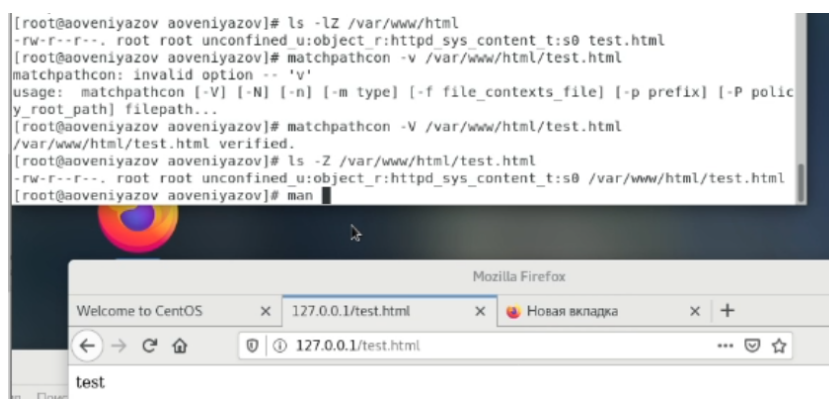 [root@aoveniyazov aoveniyazov]# ls -lZ /var/www/html
-rw-r--r--. root root unconfined_u:object_r:httpd_sys_content_t:s0 test.html
[root@aoveniyazov aoveniyazov]# matchpathcon -v /var/www/html/test.html
matchpathcon: invalid option -- 'v'
usage:  matchpathcon [-V] [-N] [-n] [-m type] [-f file_contexts_file] [-p prefix] [-P polic
y_root_path] filepath...
[root@aoveniyazov aoveniyazov]# matchpathcon -V /var/www/html/test.html
/var/www/html/test.html verified.
[root@aoveniyazov aoveniyazov]# ls -Z /var/www/html/test.html
-rw-r--r--. root root unconfined_u:object_r:httpd_sys_content_t:s0 /var/www/html/test.html
[root@aoveniyazov aoveniyazov]# man
Mozilla Firefox
Welcome to CentOS × 127.0.0.1/test.html × Новая вкладка × +
127.0.0.1/test.html
test